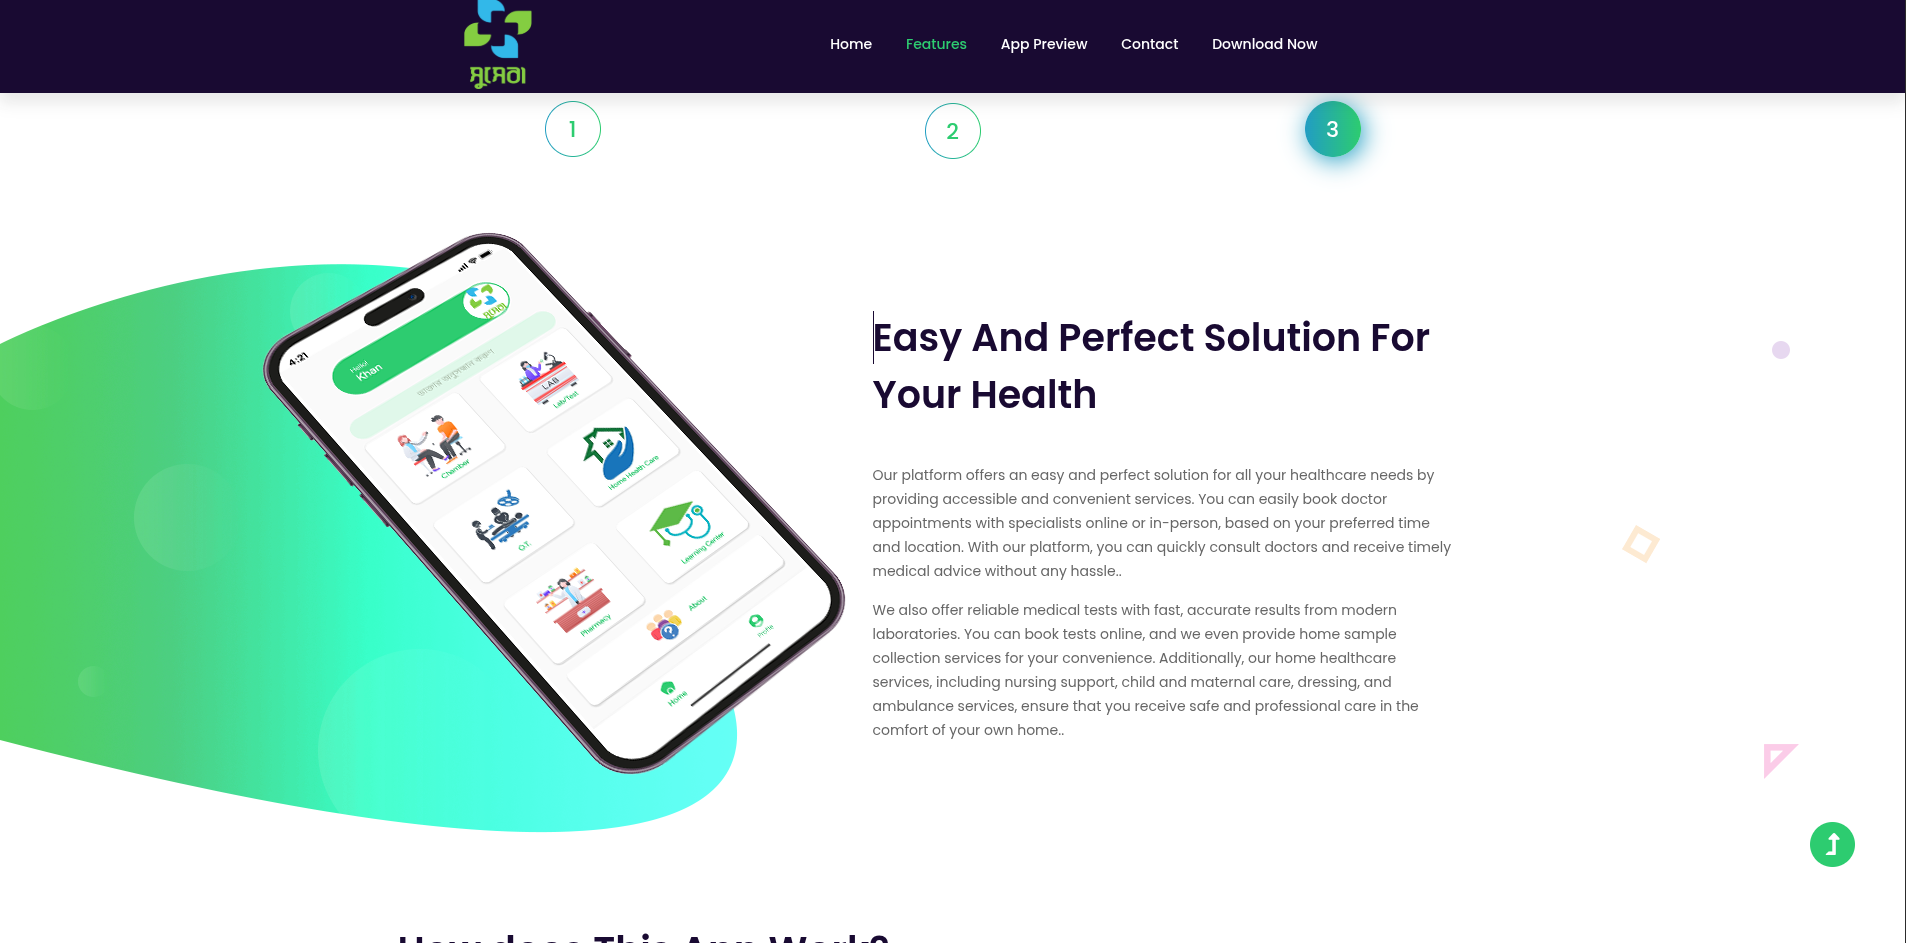 সুসেবা
Home
Features
App Preview
Contact
Download Now
1
2
3
4:21
Hello!
Khan
LAB
Lab/Test
Chamber
Home Health Care
O.T.
Learning Center
Pharmacy
About
Profile
Home
Easy And Perfect Solution For
Your Health
Our platform offers an easy and perfect solution for all your healthcare needs by
providing accessible and convenient services. You can easily book doctor
appointments with specialists online or in-person, based on your preferred time
and location. With our platform, you can quickly consult doctors and receive timely
medical advice without any hassle..
We also offer reliable medical tests with fast, accurate results from modern
laboratories. You can book tests online, and we even provide home sample
collection services for your convenience. Additionally, our home healthcare
services, including nursing support, child and maternal care, dressing, and
ambulance services, ensure that you receive safe and professional care in the
comfort of your own home..
How does This App Work?